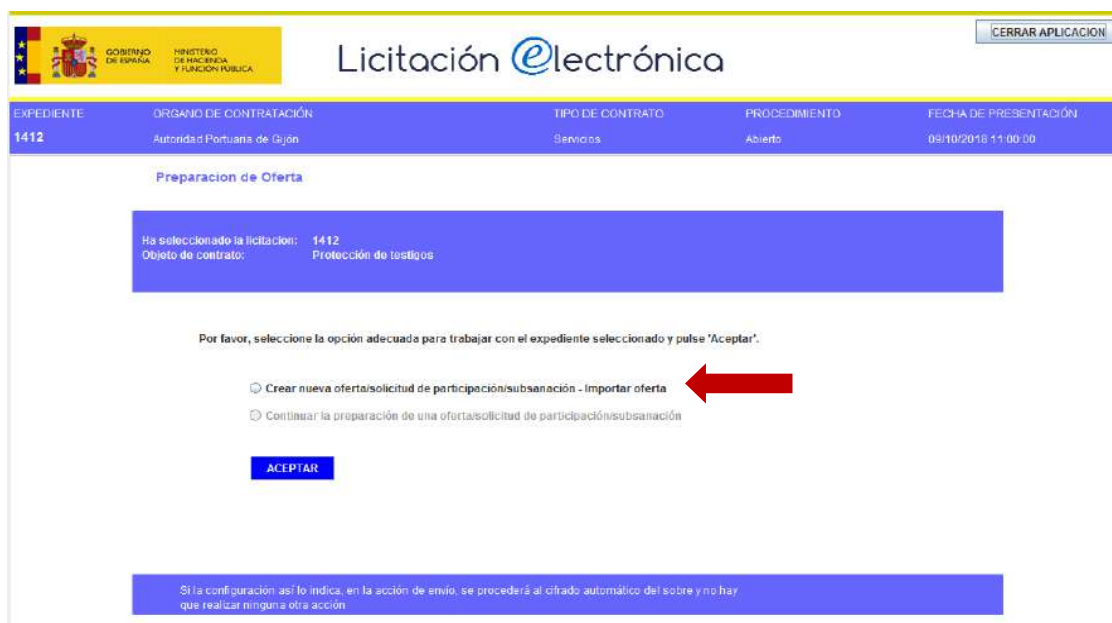 GOBIERNO DE ESPAÑA
MINISTERIO DE HACIENDA Y FUNCIÓN PÚBLICA
Licitación @lectrónica
CERRAR APLICACION
EXPEDIENTE ORGANO DE CONTRATACIÓN TIPO DE CONTRATO PROCEDIMIENTO FECHA DE PRESENTACIÓN
1412 Autoridad Portuaria de Gijón Servicios Abierto 09/10/2018 11:00:00
Preparacion de Oferta
Ha seleccionado la licitacion: 1412
Objeto de contrato: Protección de testigos
Por favor, seleccione la opción adecuada para trabajar con el expediente seleccionado y pulse 'Aceptar'.
Crear nueva oferta/solicitud de participación/subsanación - Importar oferta
Continuar la preparación de una oferta/solicitud de participación/subsanación
ACEPTAR
Si la configuración así lo indica, en la acción de envío, se procederá al cifrado automático del sobre y no hay
que realizar ninguna otra acción